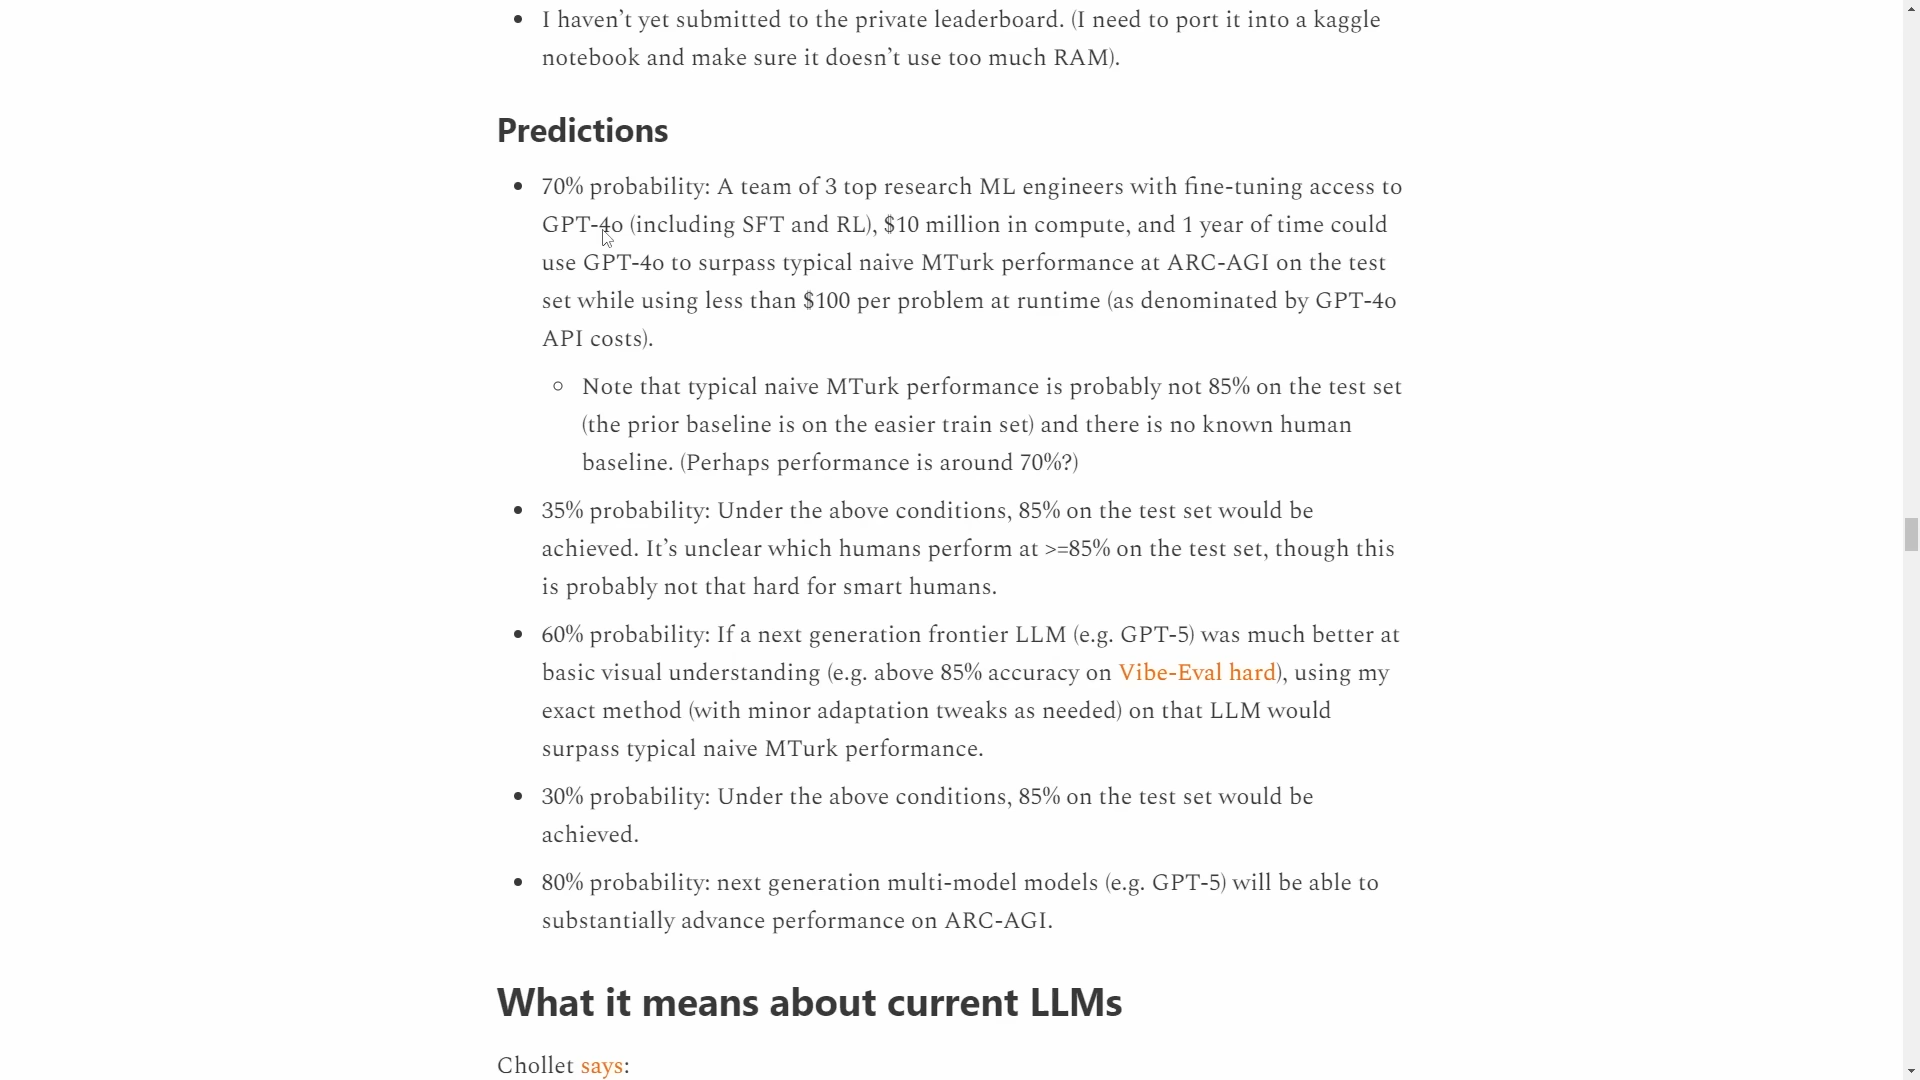 • I haven’t yet submitted to the private leaderboard. (I need to port it into a kaggle
notebook and make sure it doesn’t use too much RAM).
Predictions
• 70% probability: A team of 3 top research ML engineers with fine-tuning access to
GPT-4o (including SFT and RL), $10 million in compute, and 1 year of time could
use GPT-4o to surpass typical naive MTurk performance at ARC-AGI on the test
set while using less than $100 per problem at runtime (as denominated by GPT-4o
API costs).
◦ Note that typical naive MTurk performance is probably not 85% on the test set
(the prior baseline is on the easier train set) and there is no known human
baseline. (Perhaps performance is around 70%?)
• 35% probability: Under the above conditions, 85% on the test set would be
achieved. It’s unclear which humans perform at >=85% on the test set, though this
is probably not that hard for smart humans.
• 60% probability: If a next generation frontier LLM (e.g. GPT-5) was much better at
basic visual understanding (e.g. above 85% accuracy on Vibe-Eval hard), using my
exact method (with minor adaptation tweaks as needed) on that LLM would
surpass typical naive MTurk performance.
• 30% probability: Under the above conditions, 85% on the test set would be
achieved.
• 80% probability: next generation multi-model models (e.g. GPT-5) will be able to
substantially advance performance on ARC-AGI.
What it means about current LLMs
Chollet says: